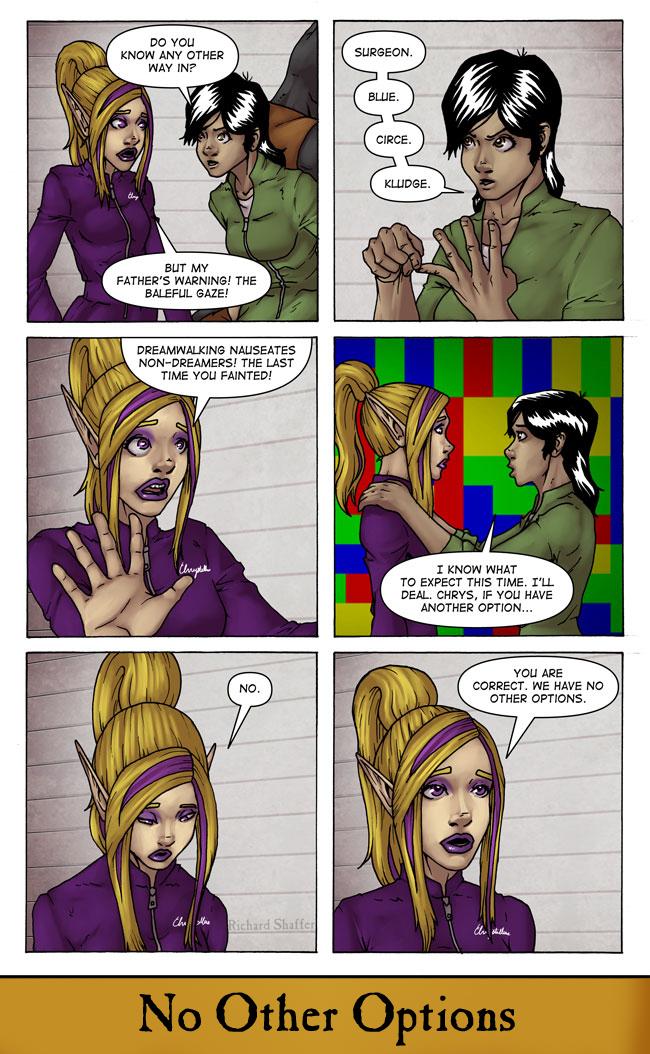 DO YOU
KNOW ANY OTHER
WAY IN?
BUT MY
FATHER'S WARNING! THE
BALEFUL GAZE!
SURGEON.
BLUE.
CIRCE.
KLUDGE.
DREAMWALKING NAUSEATES
NON-DREAMERS! THE LAST
TIME YOU FAINTED!
I KNOW WHAT
TO EXPECT THIS TIME. I'LL
DEAL. CHRYS, IF YOU HAVE
ANOTHER OPTION...
NO.
Richard Shaffer
YOU ARE
CORRECT. WE HAVE NO
OTHER OPTIONS.
No Other Options